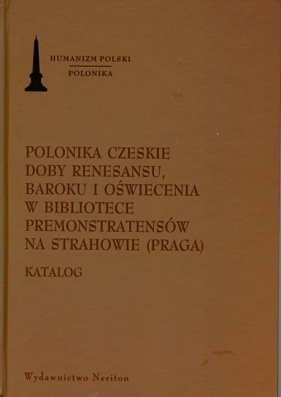 HUMANIZM POLSKI
POLONIKA
POLONIKA CZESKIE
DOBY RENESANSU,
BAROKU I OŚWIECENIA
W BIBLIOTECE
PREMONSTRATENSÓW
NA STRAHOWIE (PRAGA)
KATALOG
Wydawnictwo Neriton